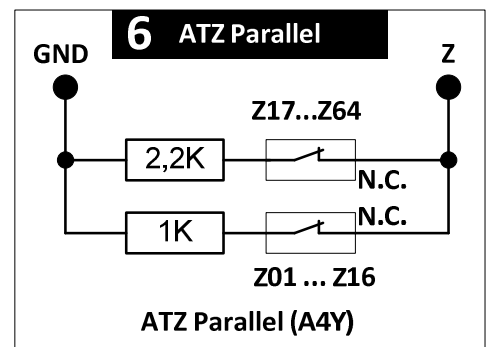 6 ATZ Parallel
GND Z
Z17...Z64
2,2K
N.C.
N.C.
1K
Z01 ... Z16
ATZ Parallel (A4Y)